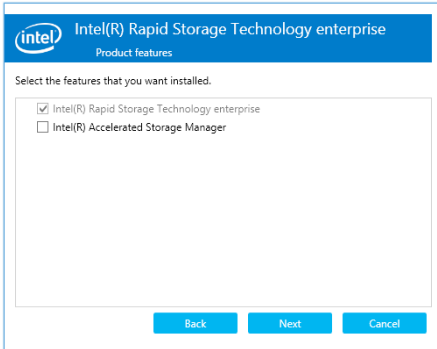 intel
Intel(R) Rapid Storage Technology enterprise
Product features
Select the features that you want installed.
Intel(R) Rapid Storage Technology enterprise
Intel(R) Accelerated Storage Manager
Back Next Cancel